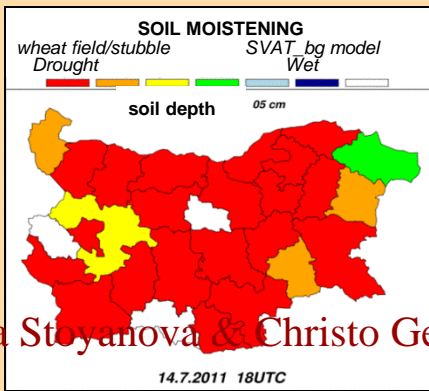 SOIL MOISTENING
wheat field/stubble SVAT_bg model
Drought Wet
soil depth 05 cm
Stoyanova & Christo
14.7.2011 18UTC